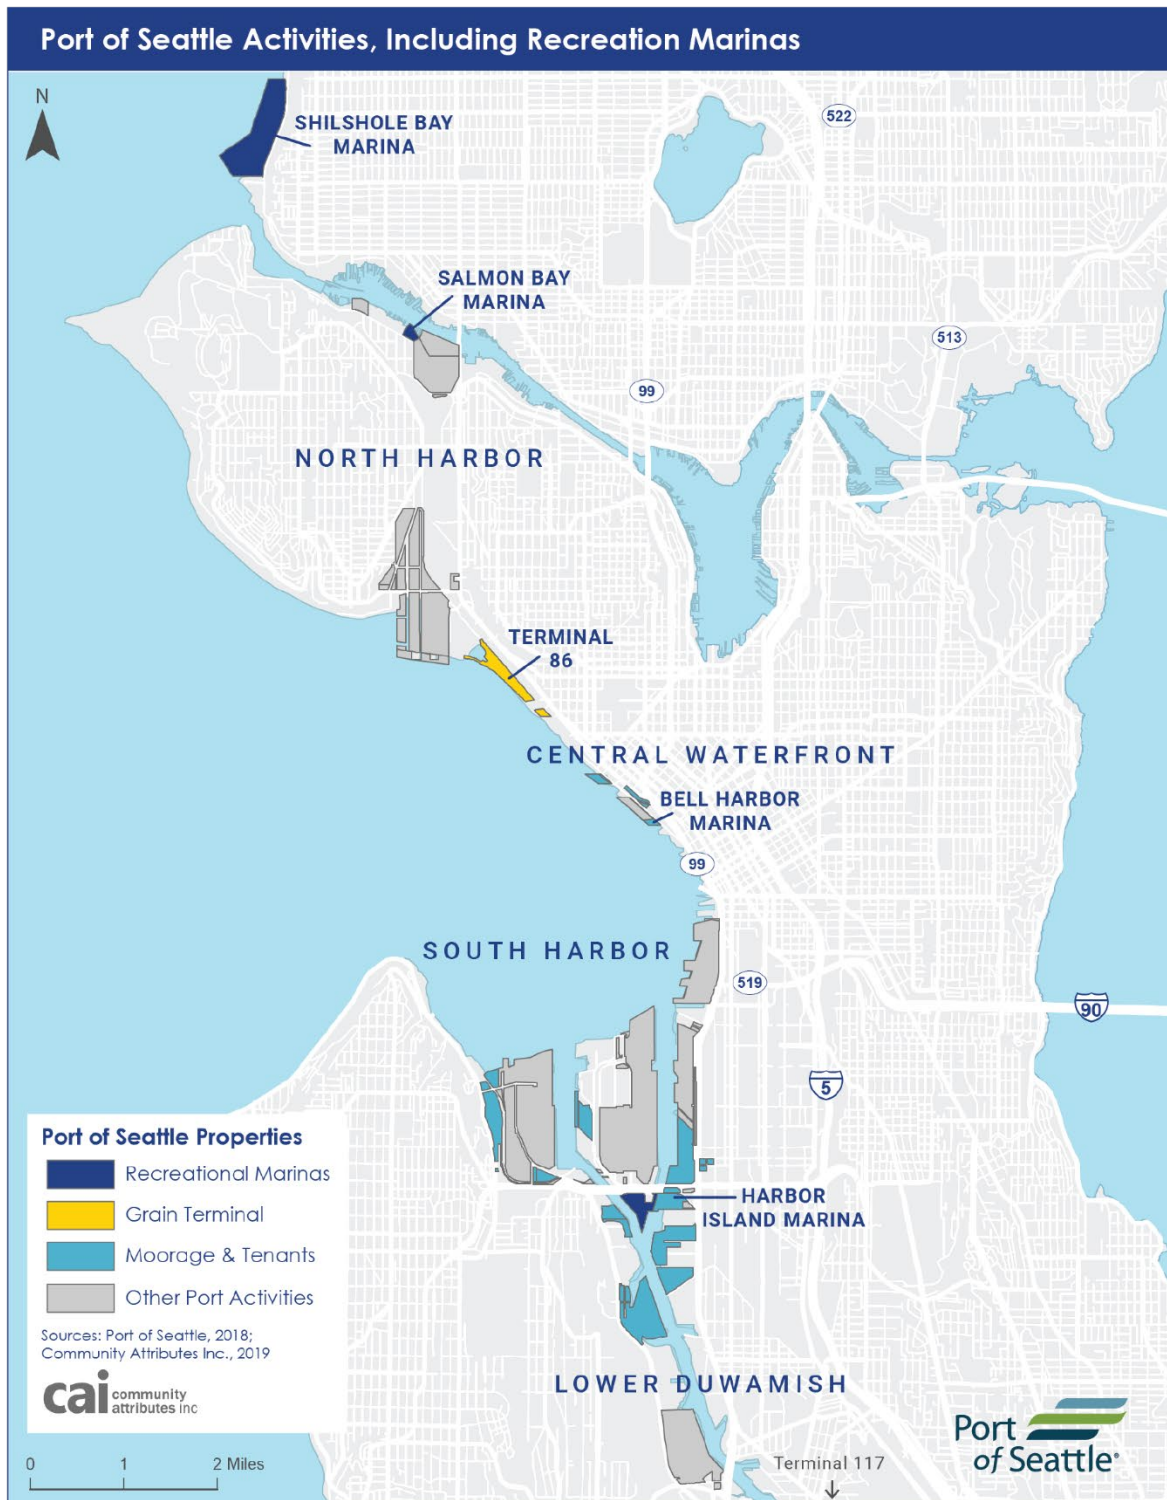 Port of Seattle Activities, Including Recreation Marinas
N
SHILSHOLE BAY
MARINA
522
SALMON BAY
MARINA
513
99
NORTH HARBOR
TERMINAL
86
CENTRAL WATERFRONT
BELL HARBOR
MARINA
99
SOUTH HARBOR
519
90
5
HARBOR
ISLAND MARINA
LOWER DUWAMISH
Terminal 117
Port of Seattle Properties
Recreational Marinas
Grain Terminal
Moorage & Tenants
Other Port Activities
Sources: Port of Seattle, 2018;
Community Attributes Inc., 2019
cai community
attributes inc
0 1 2 Miles
Port
of Seattle